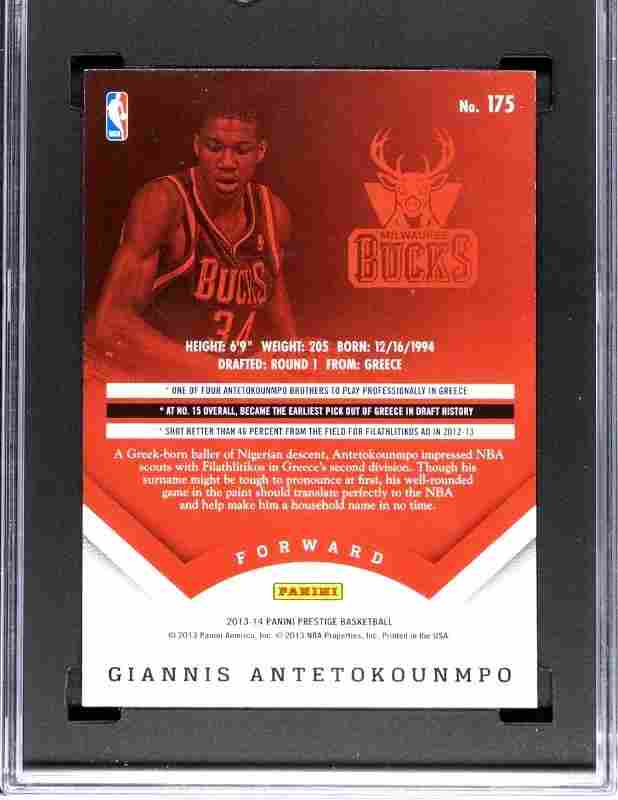 No. 175
NBA
MILWAUKEE
BUCKS
BUCKS
34
HEIGHT: 6'9" WEIGHT: 205 BORN: 12/16/1994
DRAFTED: ROUND 1 FROM: GREECE
* ONE OF FOUR ANTETOKOUNMPO BROTHERS TO PLAY PROFESSIONALLY IN GREECE
* AT NO. 15 OVERALL, BECAME THE EARLIEST PICK OUT OF GREECE IN DRAFT HISTORY
* SHOT BETTER THAN 46 PERCENT FROM THE FIELD FOR FILATHLITIKOS AO IN 2012-13
A Greek-born baller of Nigerian descent, Antetokounmpo impressed NBA
scouts with Filathlitikos in Greece's second division. Though his
surname might be tough to pronounce at first, his well-rounded
game in the paint should translate perfectly to the NBA
and help make him a household name in no time.
FORWARD
PANINI
2013-14 PANINI PRESTIGE BASKETBALL
© 2013 Panini America, Inc. © 2013 NBA Properties, Inc. Printed in the USA
GIANNIS ANTETOKOUNMPO